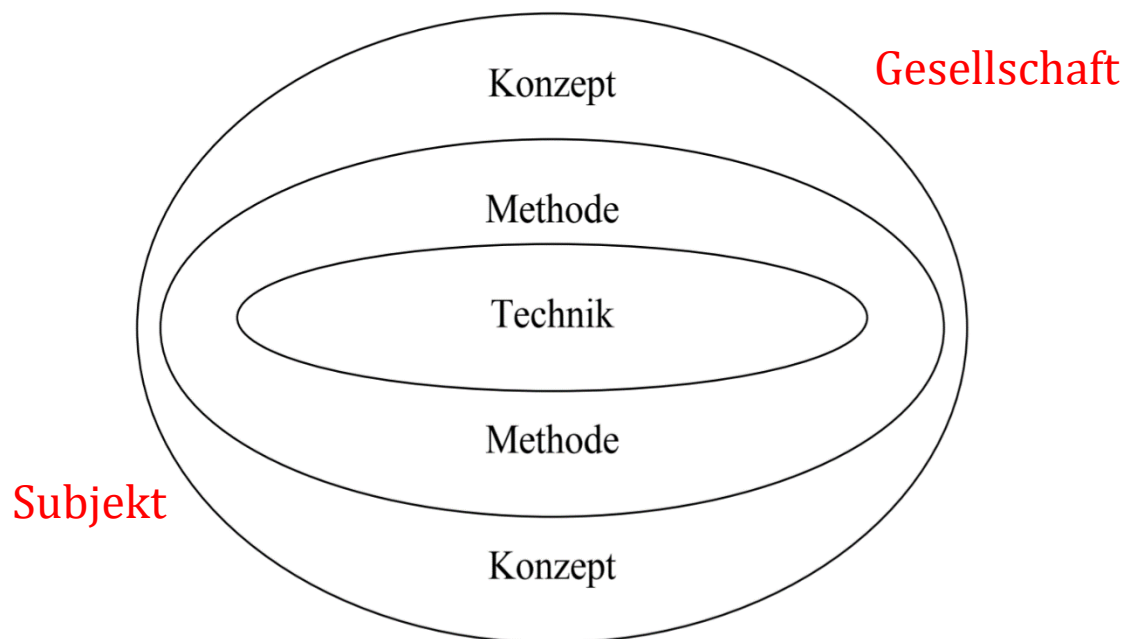 Gesellschaft
Konzept
Methode
Technik
Methode
Subjekt
Konzept